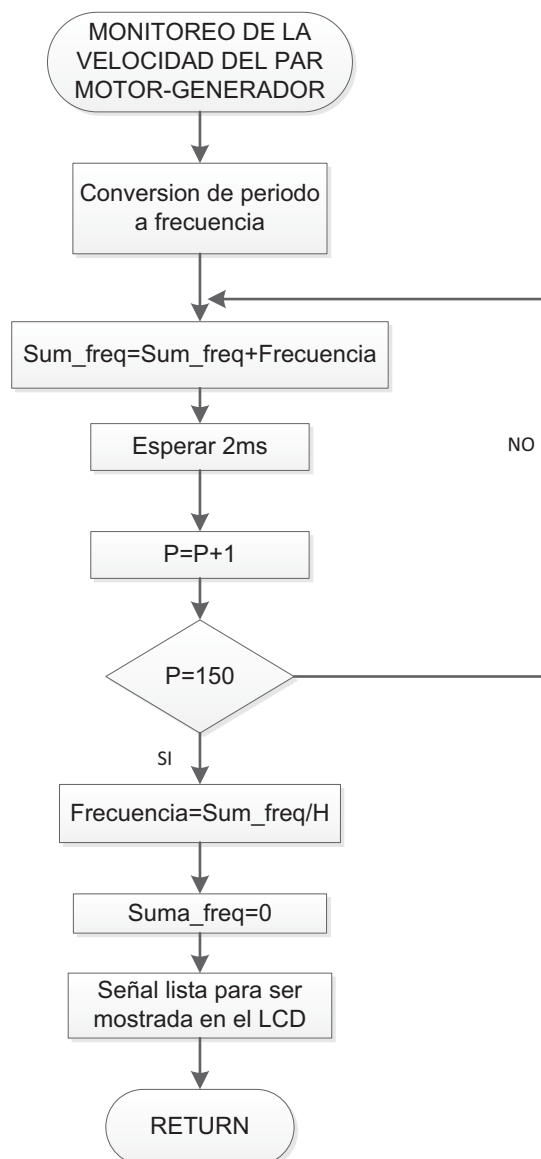 MONITOREO DE LA
VELOCIDAD DEL PAR
MOTOR-GENERADOR
Conversion de periodo
a frecuencia
Sum_freq=Sum_freq+Frecuencia
Esperar 2ms
NO
P=P+1
P=150
SI
Frecuencia=Sum_freq/H
Suma_freq=0
Señal lista para ser
mostrada en el LCD
RETURN